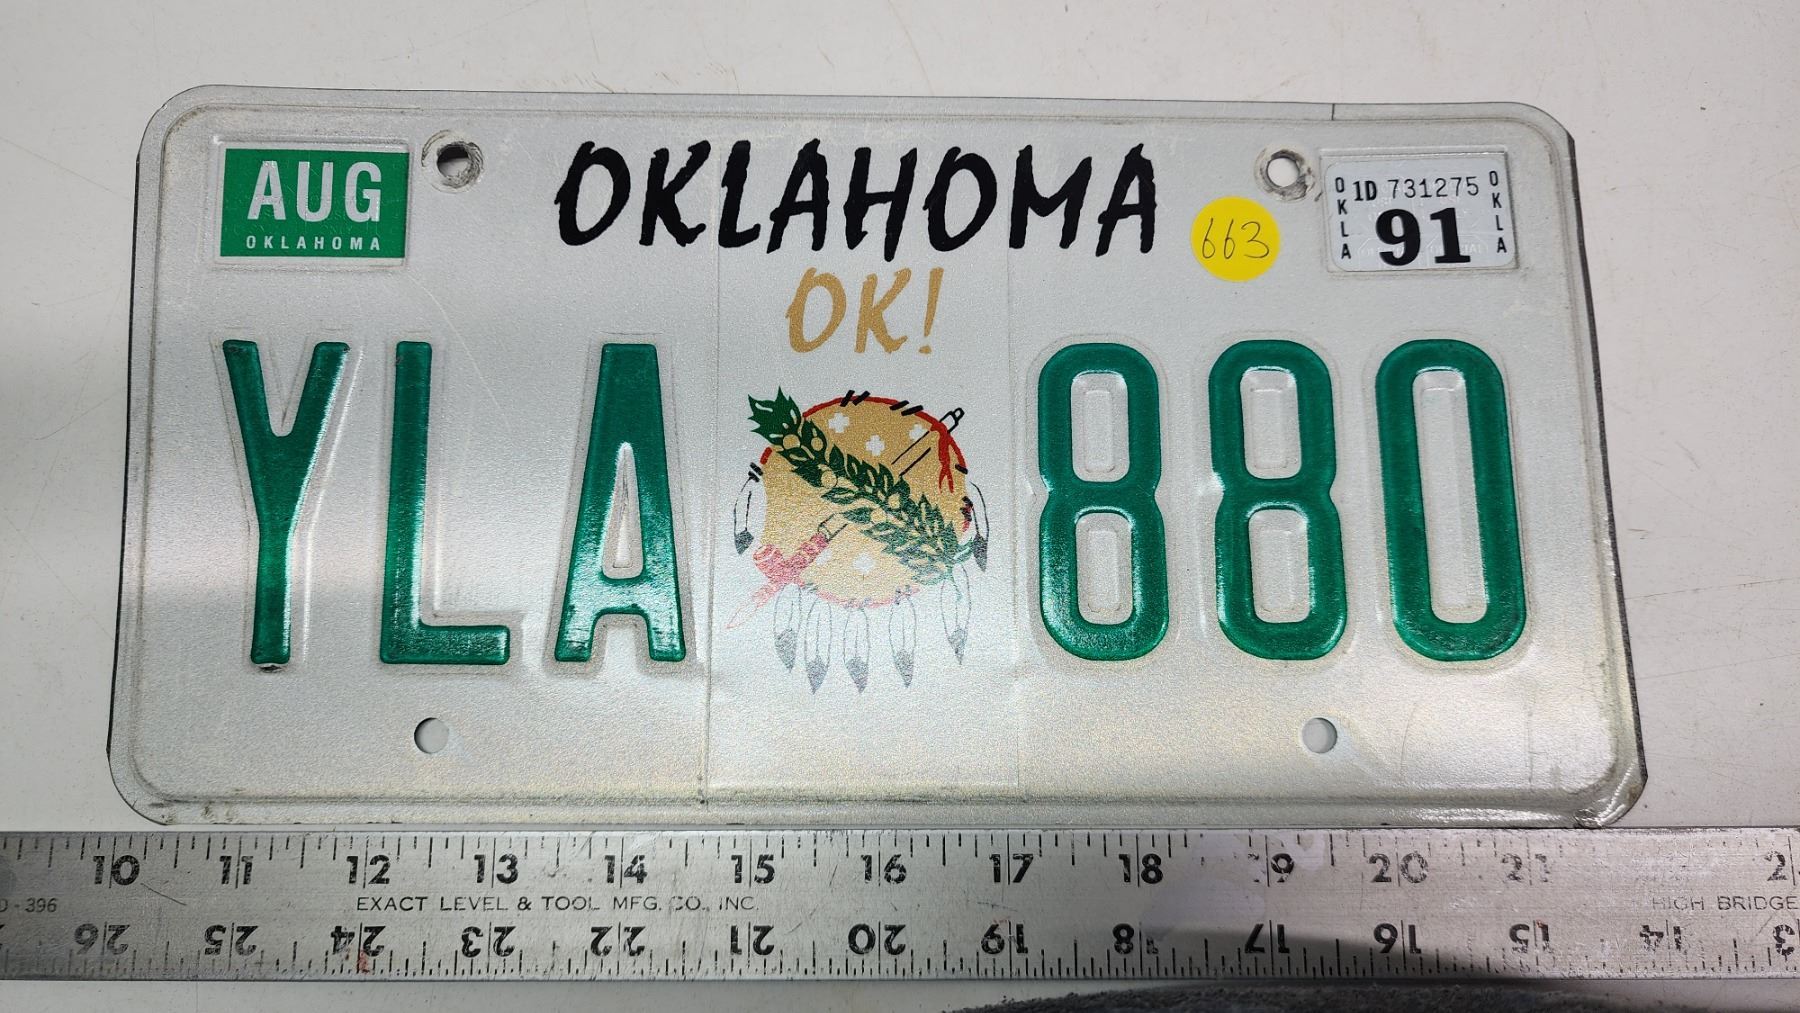 AUG
OKLAHOMA
OKLAHOMA
663
OKLA
1D 731275
91
OKLA
OK!
YLA 880
10 11 12 13 14 15 16 17 18 19 20 21
D-396
EXACT LEVEL & TOOL MFG. CO., INC.
HIGH BRIDGE
26 25 24 23 22 21 20 19 18 17 16 15 14